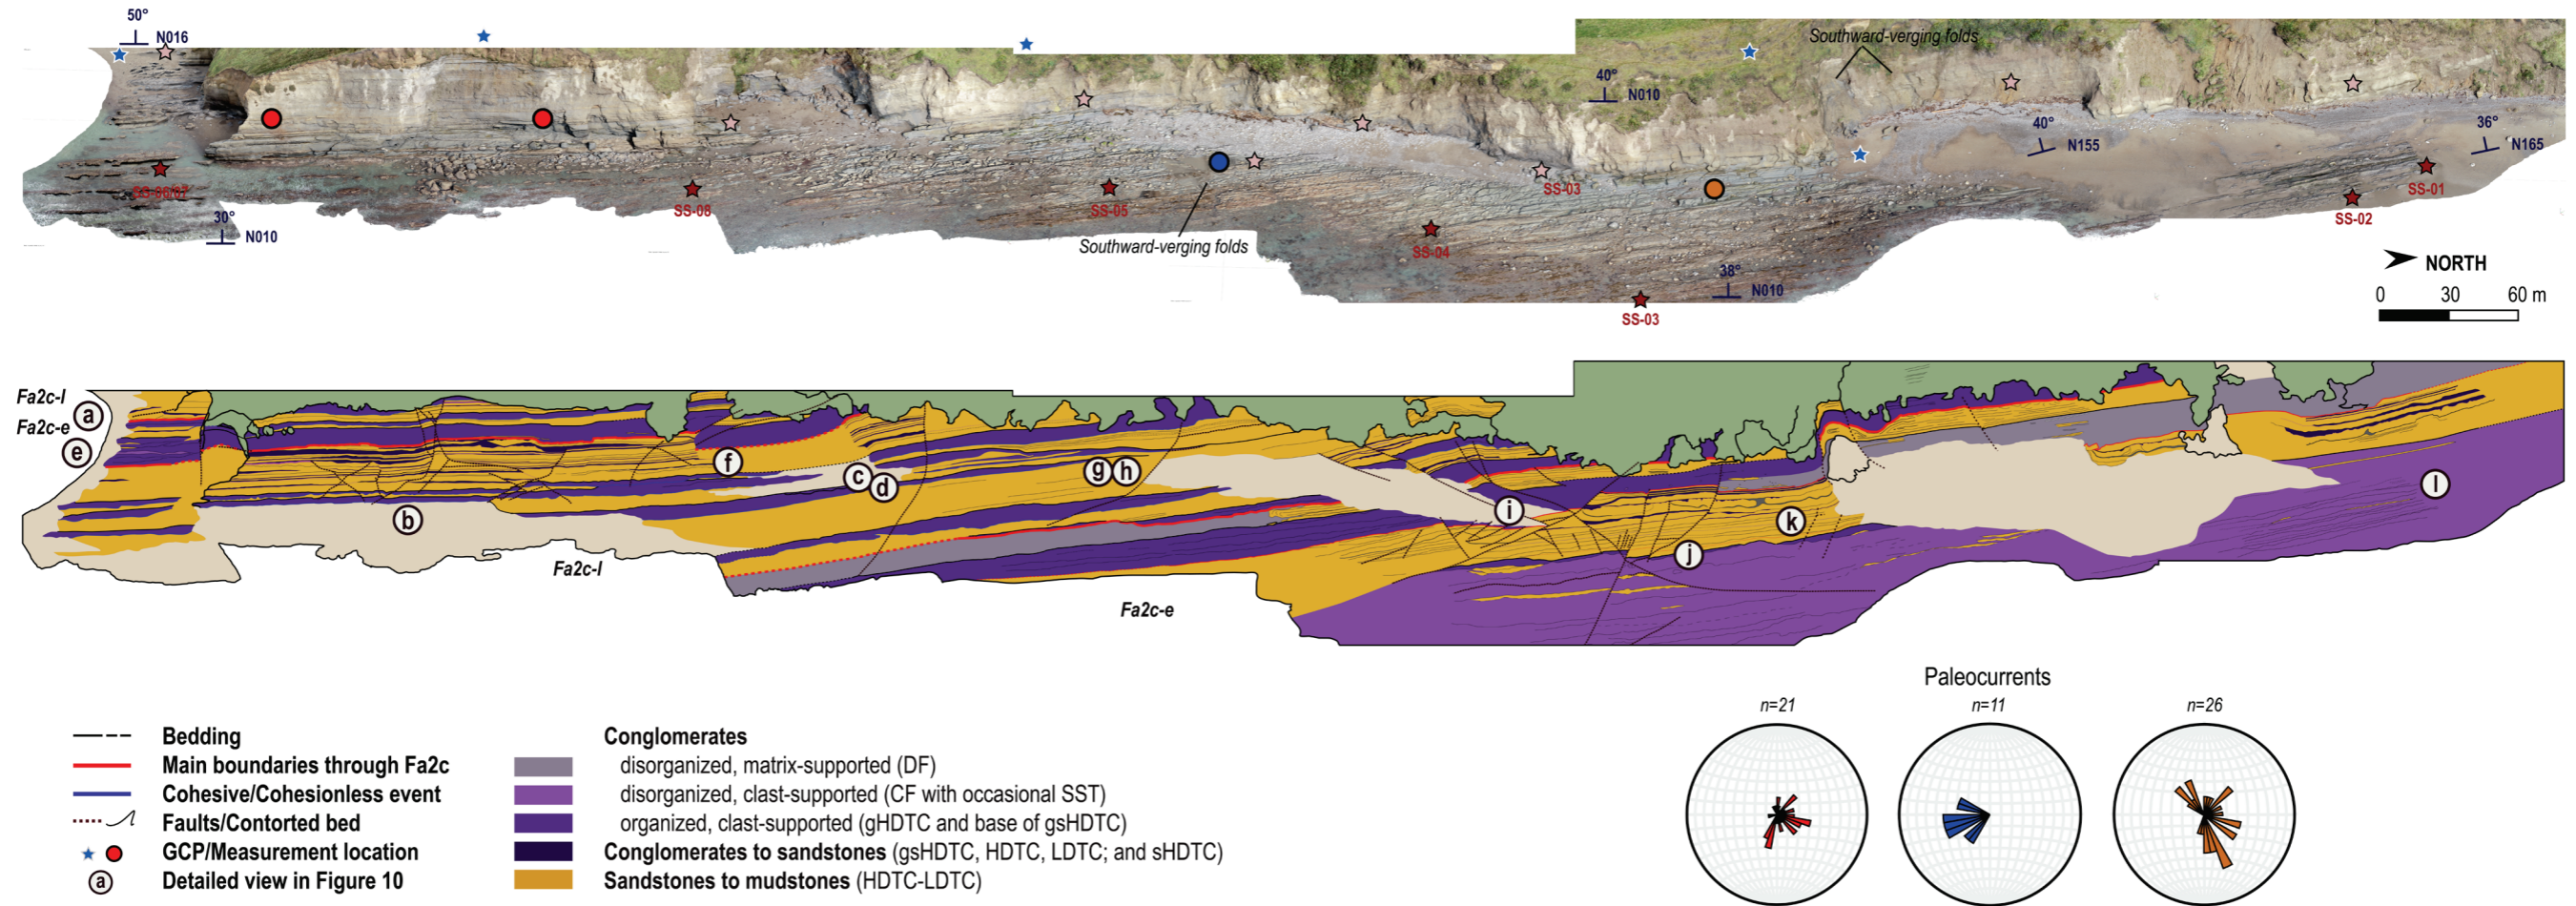 50°
N016
Southward-verging folds
40°
N010
40°
N155
36°
N165
SS-06/07
SS-08
SS-05
SS-03
SS-01
SS-02
30°
N010
Southward-verging folds
SS-04
38°
N010
SS-03
NORTH
0 30 60 m
Fa2c-l
a
Fa2c-e
e
f
c
d
g
h
b
i
j
k
l
Fa2c-l
Fa2c-e
Bedding
Main boundaries through Fa2c
Cohesive/Cohesionless event
Faults/Contorted bed
GCP/Measurement location
a Detailed view in Figure 10
Conglomerates
disorganized, matrix-supported (DF)
disorganized, clast-supported (CF with occasional SST)
organized, clast-supported (gHDTC and base of gsHDTC)
Conglomerates to sandstones (gsHDTC, HDTC, LDTC; and sHDTC)
Sandstones to mudstones (HDTC-LDTC)
Paleocurrents
n=21
n=11
n=26